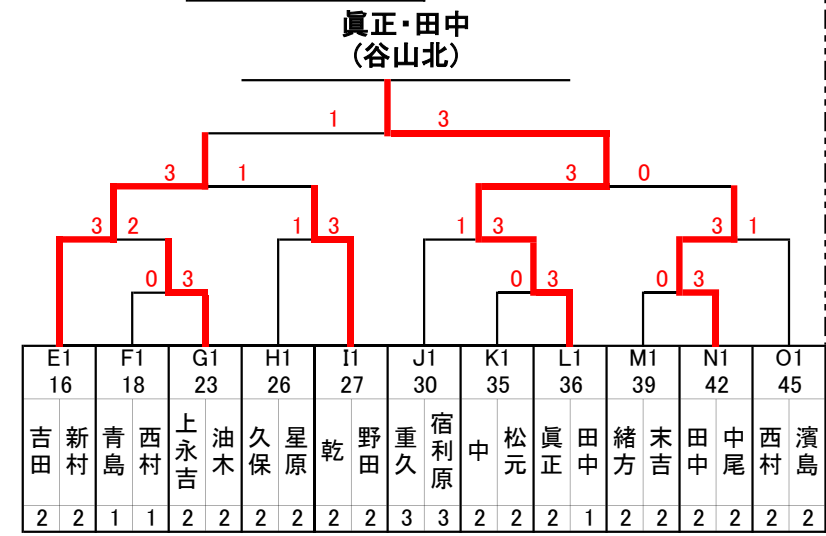 眞正・田中
(谷山北)
1 3
3 1 3 0
3 2 1 3 1 3 3 1
0 3 0 3 0 3
E1 F1 G1 H1 I1 J1 K1 L1 M1 N1 O1
16 18 23 26 27 30 35 36 39 42 45
吉田 新村 青島 西村 上永吉 油木 久保 星原 乾 野田 重久 宿利原 中 松元 眞正 田中 緒方 末吉 田中 中尾 西村 濱島
2 2 1 1 2 2 2 2 2 2 3 3 2 2 2 1 2 2 2 2 2 2